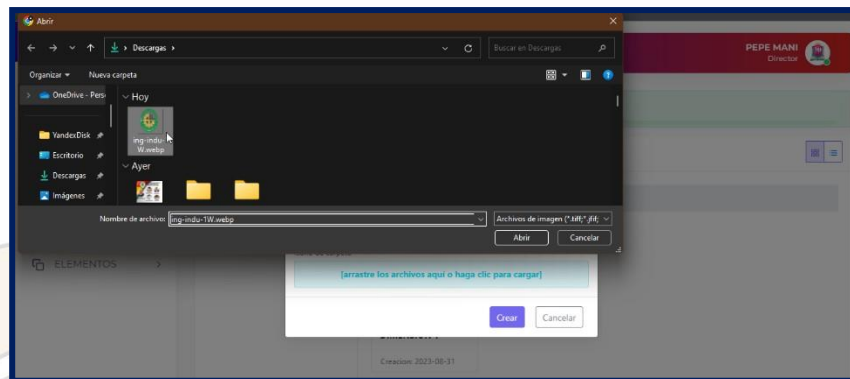 Abrir
Descargas
Buscar en Descargas
PEPE MANI
Director
Organizar
Nueva carpeta
OneDrive - Pers
Hoy
ing-indu-
W.webp
YandexDisk
Escritorio
Ayer
Descargas
Imágenes
Nombre de archivo: ing-indu-1W.webp
Archivos de imagen (*.tiff;*.jfif;
Abrir
Cancelar
ELEMENTOS
[arrastre los archivos aquí o haga clic para cargar]
Crear
Cancelar
Creacion 2023-08-31